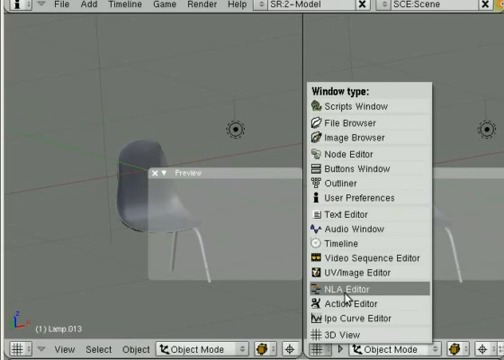 File Add Timeline Game Render Help SR:2-Model SCE:Scene
Window type:
Scripts Window
File Browser
Image Browser
Node Editor
Buttons Window
Outliner
User Preferences
Text Editor
Audio Window
Timeline
Video Sequence Editor
UV/Image Editor
NLA Editor
Action Editor
Ipo Curve Editor
3D View
Preview
z
(1) Lamp.013
View Select Object Object Mode
Object Mode